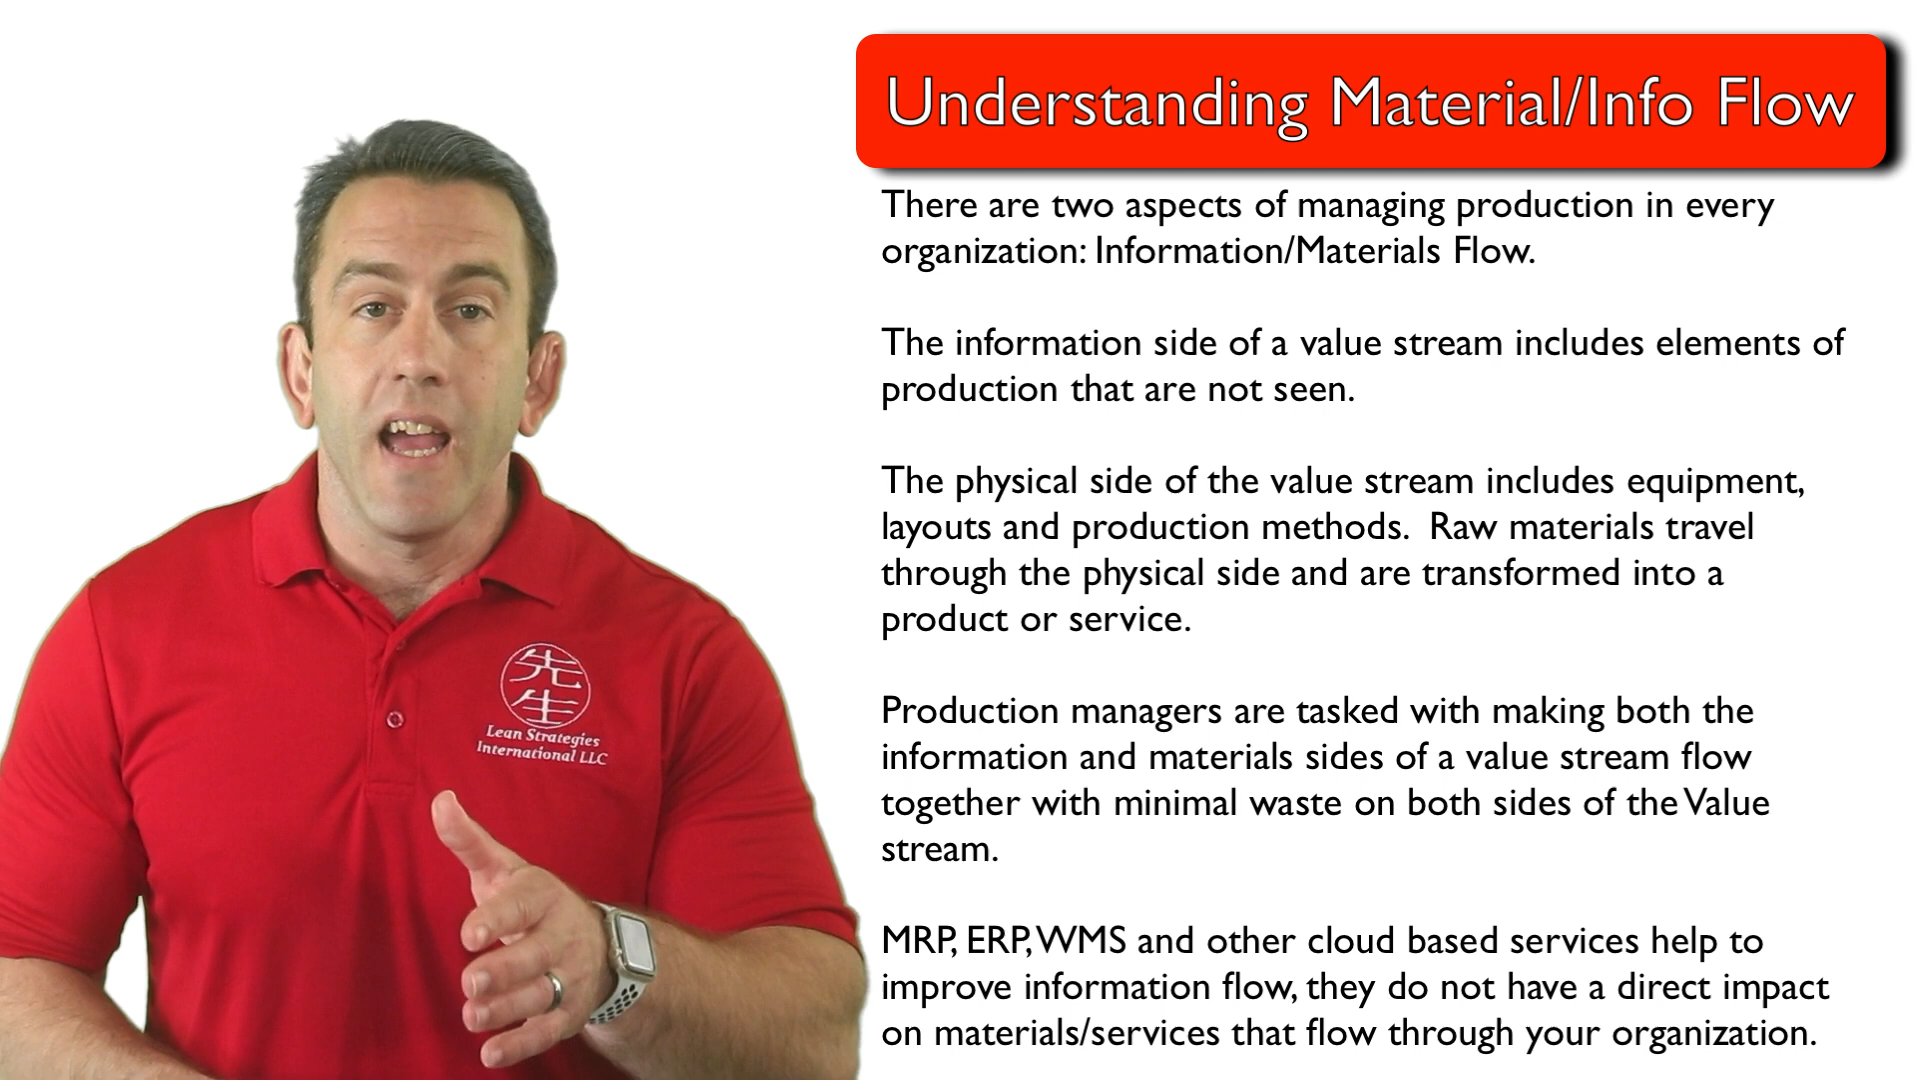 Understanding Material/Info Flow
There are two aspects of managing production in every
organization: Information/Materials Flow.
The information side of a value stream includes elements of
production that are not seen.
The physical side of the value stream includes equipment,
layouts and production methods.  Raw materials travel
through the physical side and are transformed into a
product or service.
Production managers are tasked with making both the
information and materials sides of a value stream flow
together with minimal waste on both sides of the Value
stream.
MRP, ERP, WMS and other cloud based services help to
improve information flow, they do not have a direct impact
on materials/services that flow through your organization.
先
生
Lean Strategies
International LLC